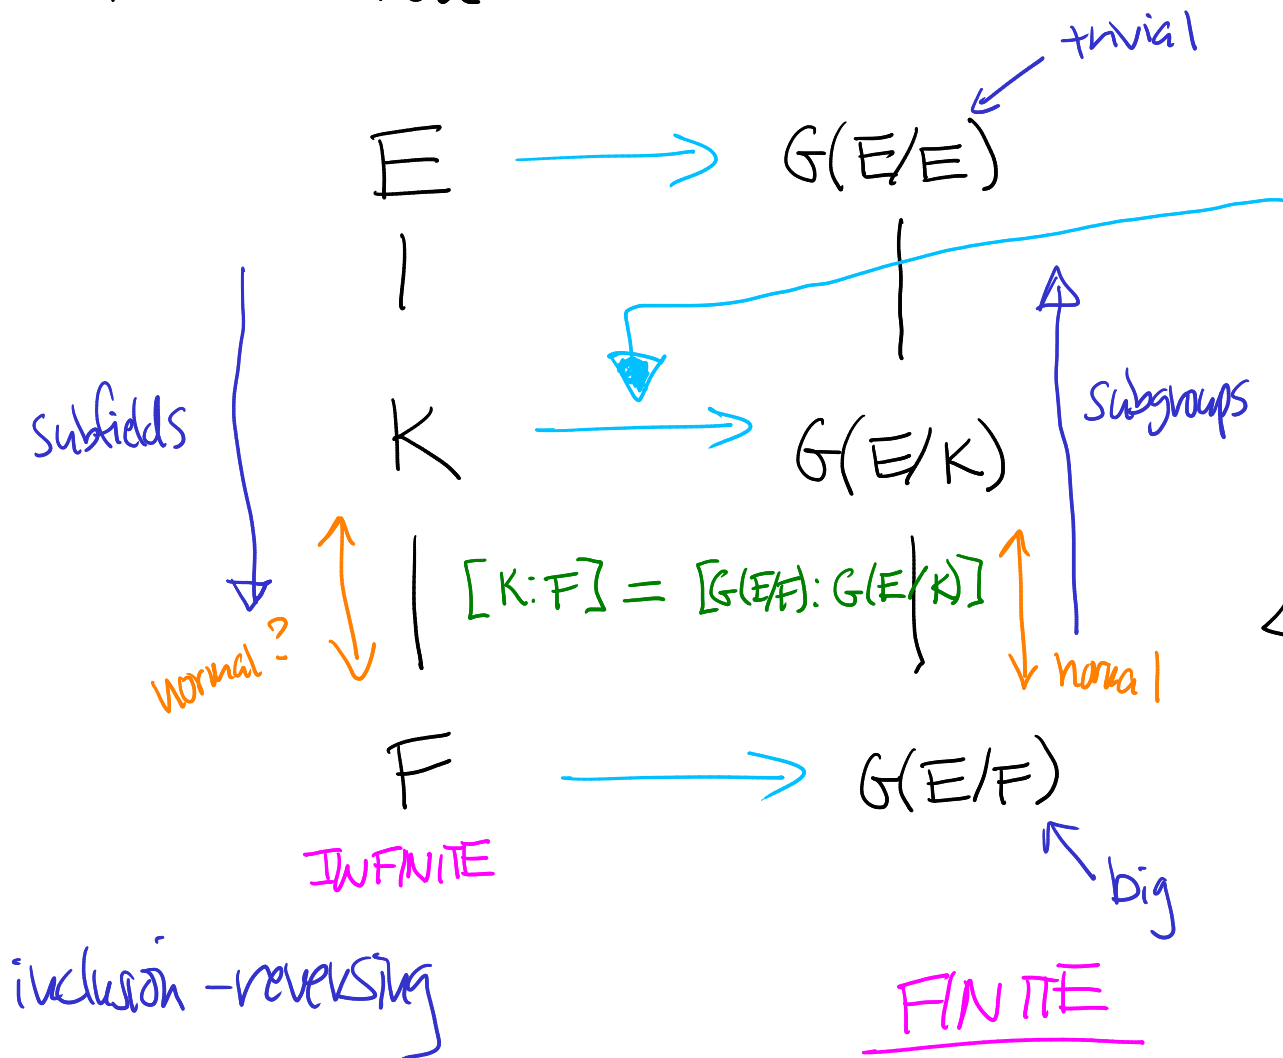 trivial
E → G(E/E)
subfields
K → G(E/K)
subgroups
[K:F] = [G(E/F):G(E/K)]
normal?
normal
F → G(E/F)
INFINITE
big
inclusion-reversing
FINITE